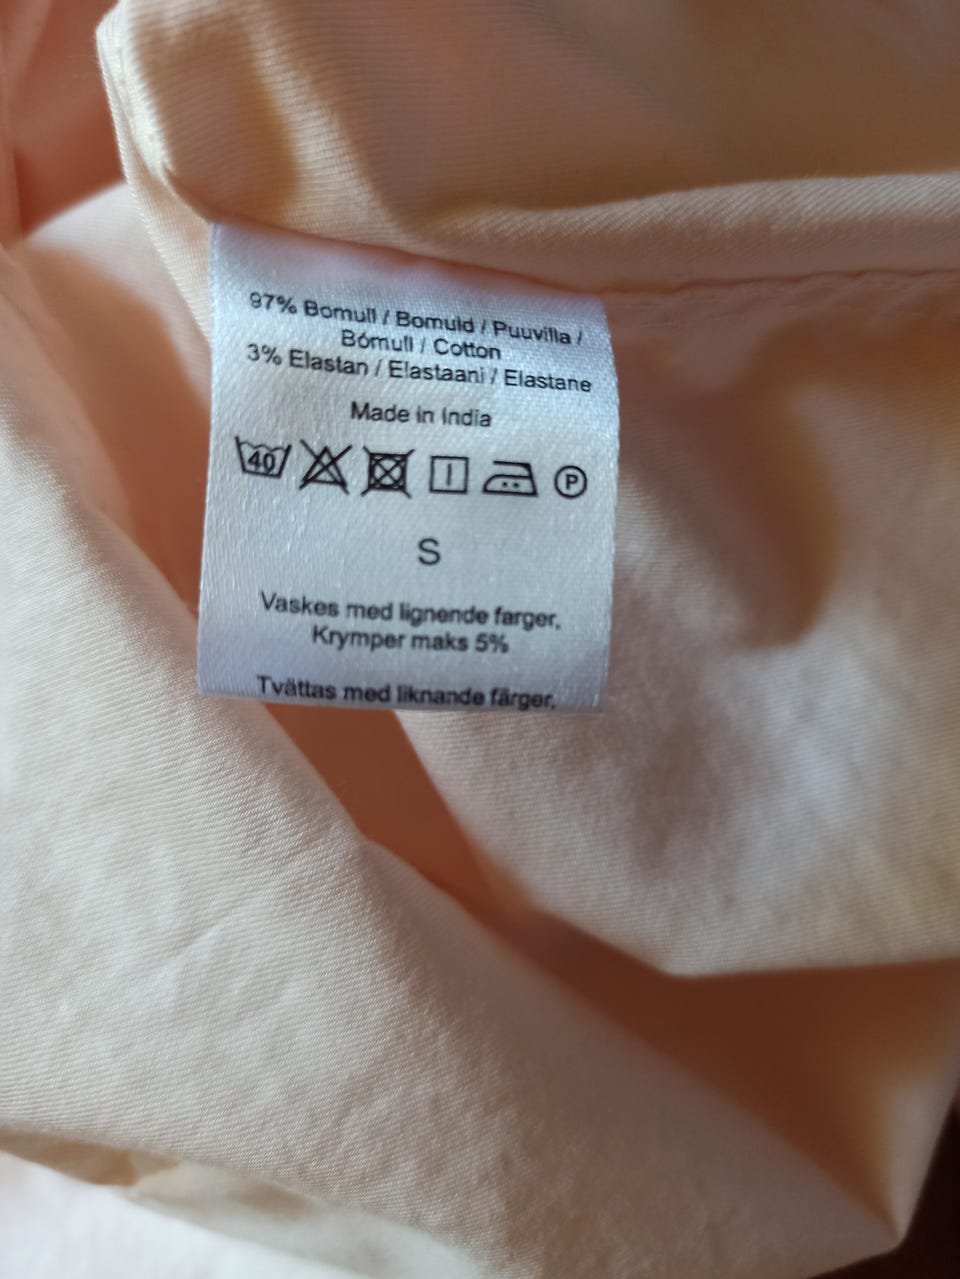 97% Bomull / Bomuld / Puuvilla /
Bómull / Cotton
3% Elastan / Elastaani / Elastane
Made in India
40
P
S
Vaskes med lignende farger.
Krymper maks 5%
Tvättas med liknande färger.